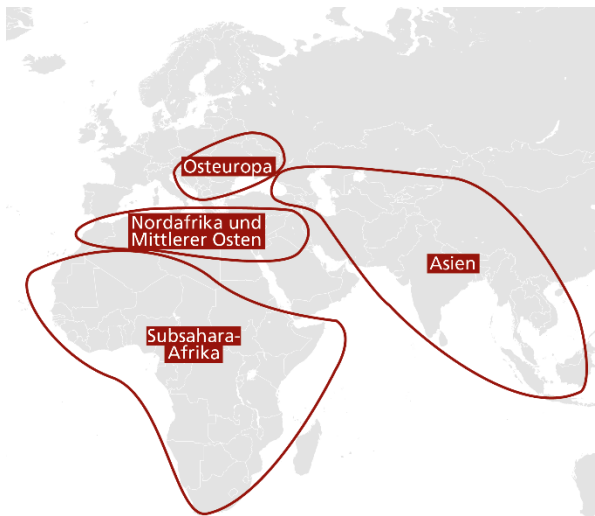 Osteuropa
Nordafrika und
Mittlerer Osten
Asien
Subsahara-
Afrika